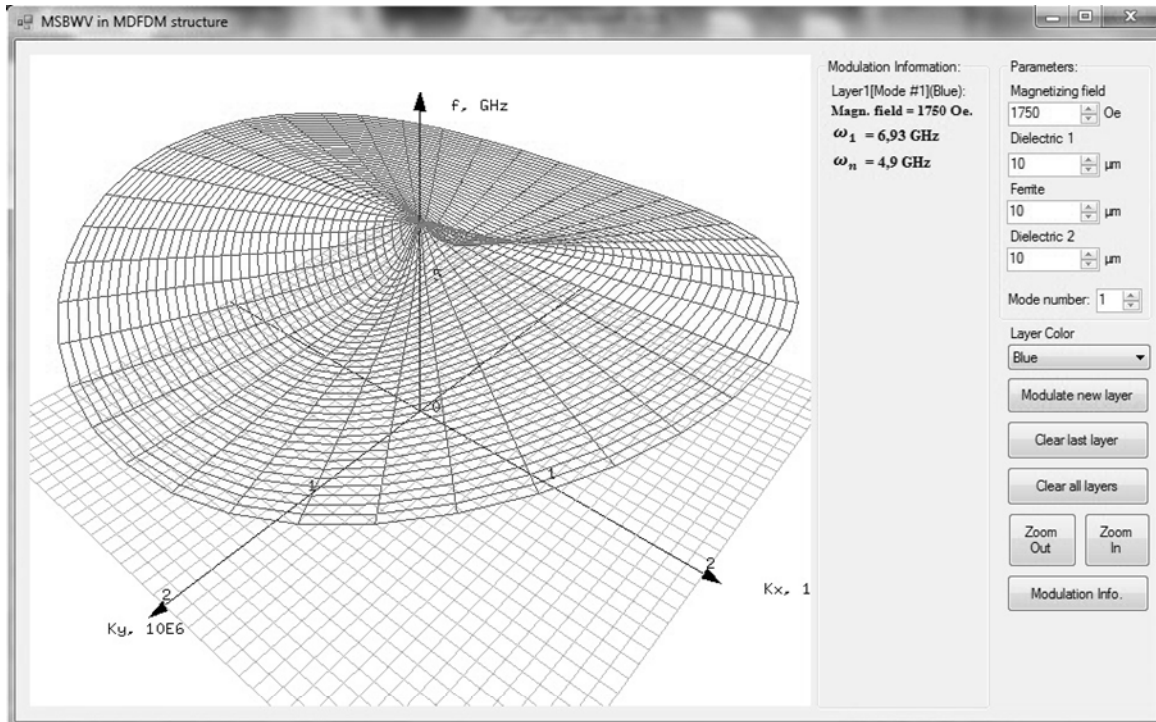 MSBWV in MDFDM structure
f, GHz
5
0
1
1
2
2
Kx, 1
Ky, 10E6
Modulation Information:
Layer1[Mode #1](Blue):
Magn. field = 1750 Oe.
ω1 = 6,93 GHz
ωn = 4,9 GHz
Parameters:
Magnetizing field
1750 Oe
Dielectric 1
10 µm
Ferrite
10 µm
Dielectric 2
10 µm
Mode number: 1
Layer Color
Blue
Modulate new layer
Clear last layer
Clear all layers
Zoom
Out
Zoom
In
Modulation Info.